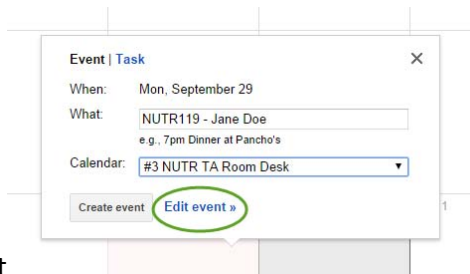 Event | Task ×
When: Mon, September 29
What: NUTR119 - Jane Doe
e.g., 7pm Dinner at Pancho's
Calendar: #3 NUTR TA Room Desk
Create event Edit event »
1
t